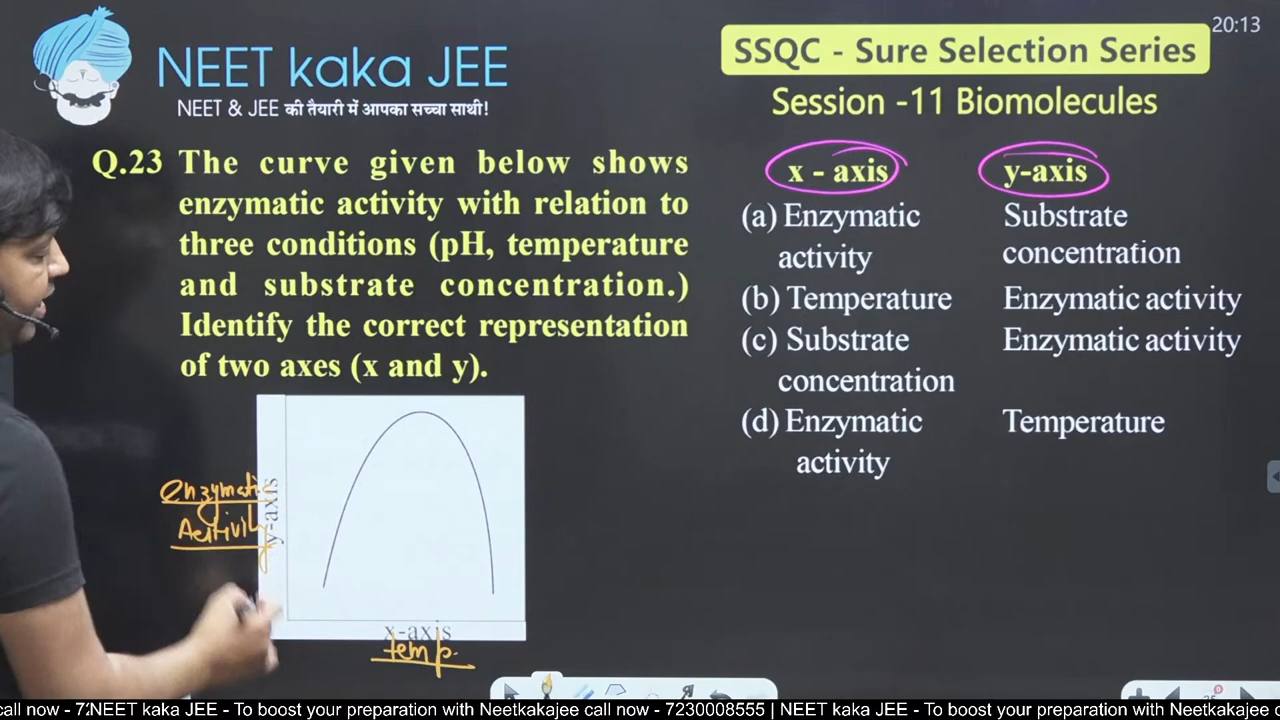 20:13
NEET kaka JEE
NEET & JEE की तैयारी में आपका सच्चा साथी!
SSQC - Sure Selection Series
Session -11 Biomolecules
Q.23 The curve given below shows
enzymatic activity with relation to
three conditions (pH, temperature
and substrate concentration.)
Identify the correct representation
of two axes (x and y).
Enzymatic
Activity
y-axis
x-axis
temp.
x - axis y-axis
(a) Enzymatic Substrate
activity concentration
(b) Temperature Enzymatic activity
(c) Substrate Enzymatic activity
concentration
(d) Enzymatic Temperature
activity
call now - 72NEET kaka JEE - To boost your preparation with Neetkakajee call now - 7230008555 | NEET kaka JEE - To boost your preparation with Neetkakajee c